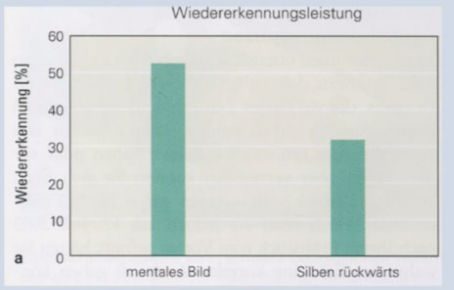 Wiedererkennungsleistung
Wiedererkennung [%]
60
50
40
30
20
10
0
a
mentales Bild
Silben rückwärts